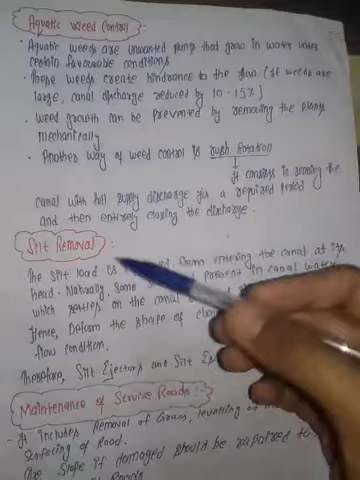 Aquatic Weed Control :-
• Aquatic weeds are unwanted plants that grow in water under
certain favourable conditions
• These weeds create hindrance to the flow. [if weeds are
large, canal discharge reduced by 10-15%]
• Weed growth can be prevented by removing the plants
mechanically
• Another way of weed control is rush rotation
it consists in running the
canal with full supply discharge for a required period
and then entirely closing the discharge.
Silt Removal :
The silt load is from entering the canal at its
head. Naturally, some present in canal water
which settles on the canal
Hence, Deform the shape of
flow condition.
Therefore, Silt Ejectors and Silt
Maintenance of Service Roads :-
- It includes Removal of Grass, levelling of
surfacing of Road.
Slope if damaged should be rapaired to